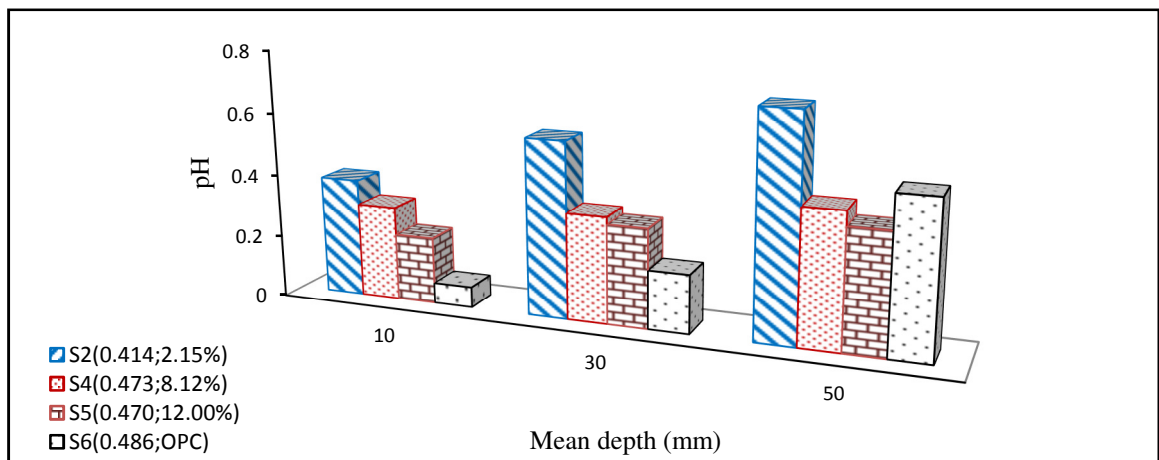 0.8
0.6
0.4
0.2
0
pH
10
30
50
S2(0.414;2.15%)
S4(0.473;8.12%)
S5(0.470;12.00%)
S6(0.486;OPC)
Mean depth (mm)